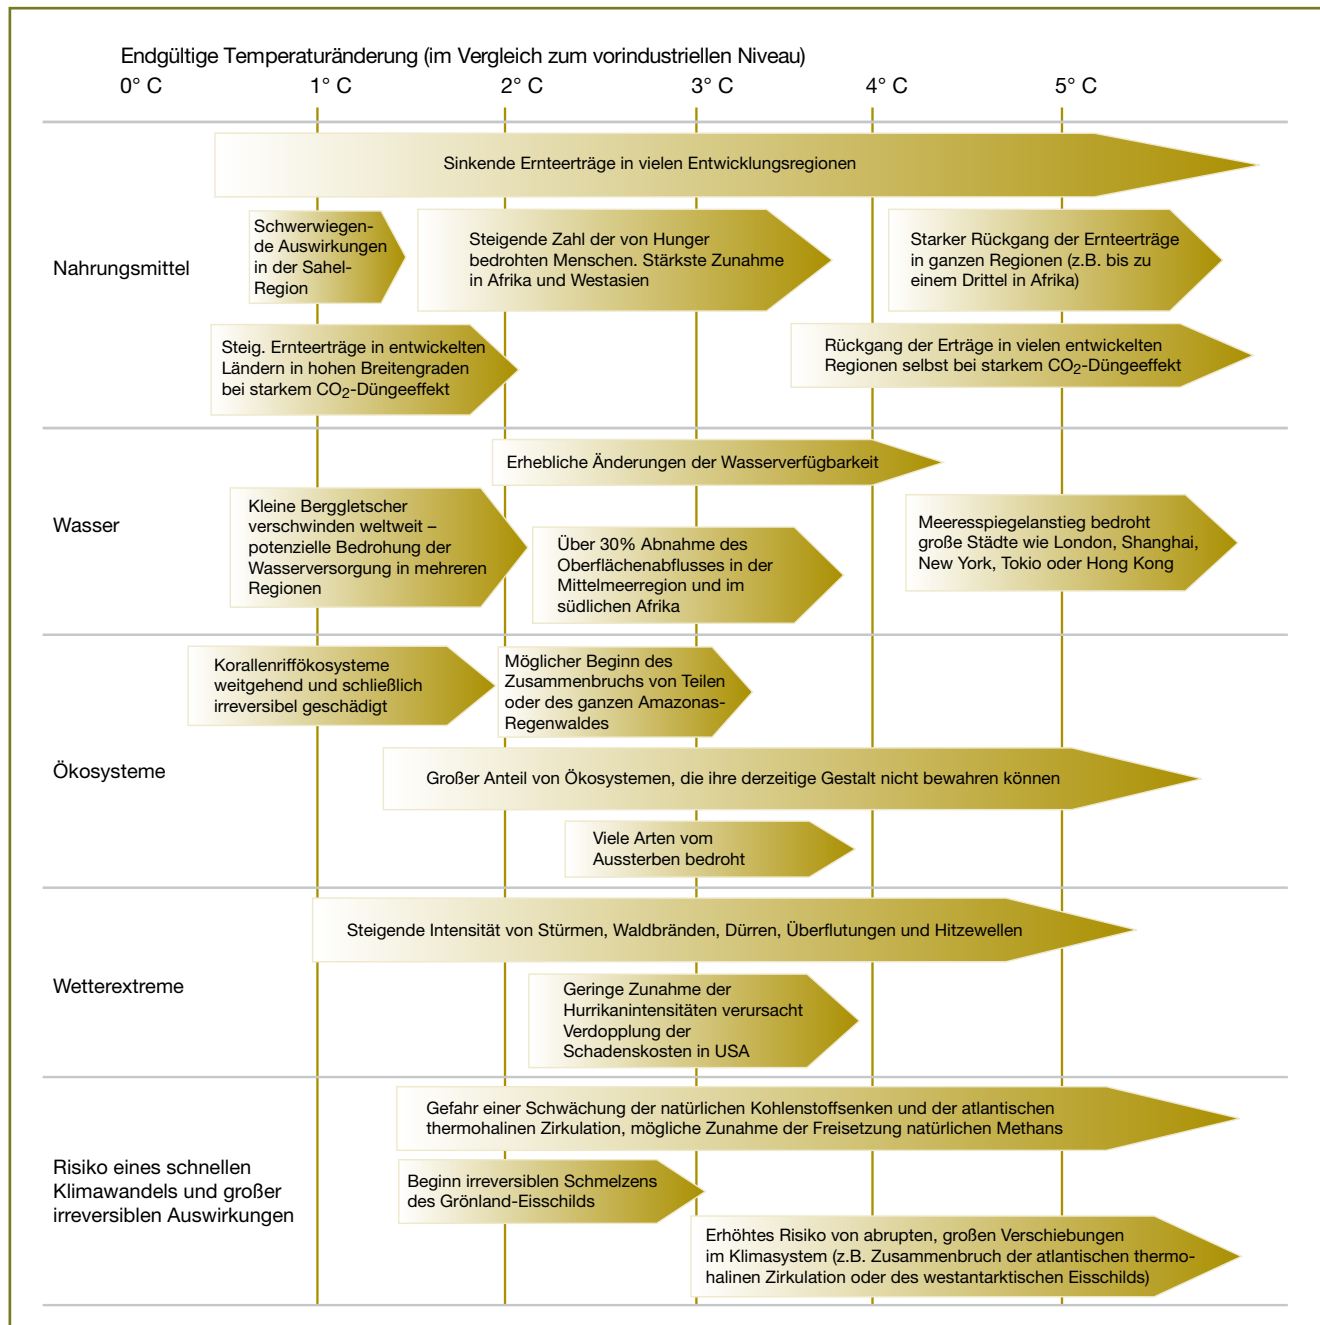 Endgültige Temperaturänderung (im Vergleich zum vorindustriellen Niveau)
0° C 1° C 2° C 3° C 4° C 5° C
Nahrungsmittel
Sinkende Ernteerträge in vielen Entwicklungsregionen
Schwerwiegen-
de Auswirkungen
in der Sahel-
Region
Steigende Zahl der von Hunger
bedrohten Menschen. Stärkste Zunahme
in Afrika und Westasien
Starker Rückgang der Ernteerträge
in ganzen Regionen (z.B. bis zu
einem Drittel in Afrika)
Steig. Ernteerträge in entwickelten
Ländern in hohen Breitengraden
bei starkem CO₂-Düngeeffekt
Rückgang der Erträge in vielen entwickelten
Regionen selbst bei starkem CO₂-Düngeeffekt
Wasser
Erhebliche Änderungen der Wasserverfügbarkeit
Kleine Berggletscher
verschwinden weltweit –
potenzielle Bedrohung der
Wasserversorgung in mehreren
Regionen
Über 30% Abnahme des
Oberflächenabflusses in der
Mittelmeerregion und im
südlichen Afrika
Meeresspiegelanstieg bedroht
große Städte wie London, Shanghai,
New York, Tokio oder Hong Kong
Ökosysteme
Korallenriffökosysteme
weitgehend und schließlich
irreversibel geschädigt
Möglicher Beginn des
Zusammenbruchs von Teilen
oder des ganzen Amazonas-
Regenwaldes
Großer Anteil von Ökosystemen, die ihre derzeitige Gestalt nicht bewahren können
Viele Arten vom
Aussterben bedroht
Wetterextreme
Steigende Intensität von Stürmen, Waldbränden, Dürren, Überflutungen und Hitzewellen
Geringe Zunahme der
Hurrikanintensitäten verursacht
Verdopplung der
Schadenskosten in USA
Risiko eines schnellen
Klimawandels und großer
irreversiblen Auswirkungen
Gefahr einer Schwächung der natürlichen Kohlenstoffsenken und der atlantischen
thermohalinen Zirkulation, mögliche Zunahme der Freisetzung natürlichen Methans
Beginn irreversiblen Schmelzens
des Grönland-Eisschilds
Erhöhtes Risiko von abrupten, großen Verschiebungen
im Klimasystem (z.B. Zusammenbruch der atlantischen thermo-
halinen Zirkulation oder des westantarktischen Eisschilds)